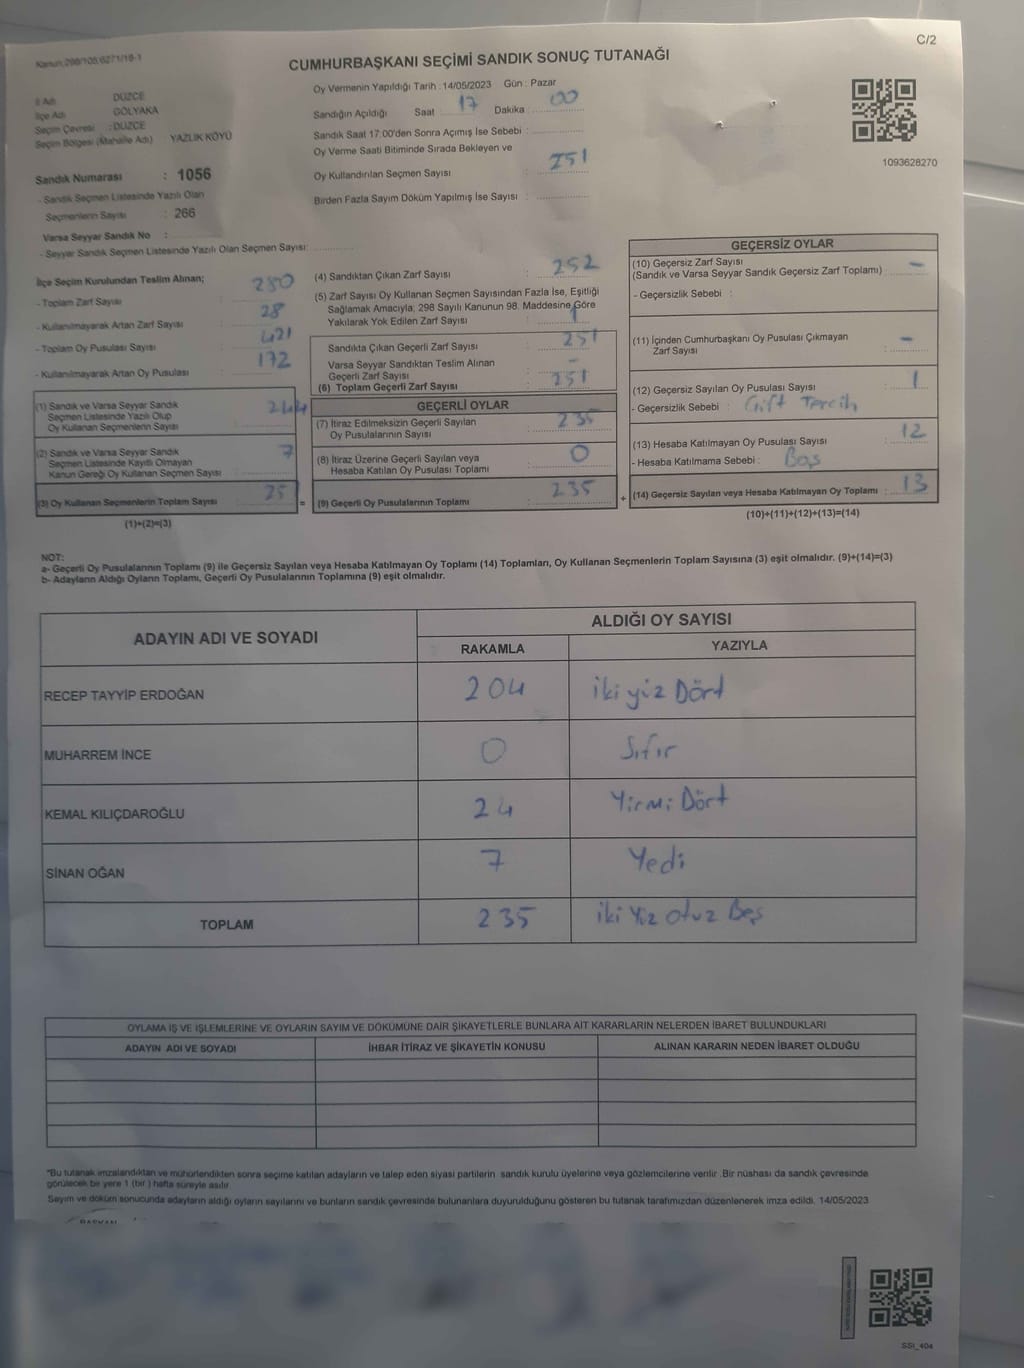 C/2
Kanun:298/105,6271/18-1
CUMHURBAŞKANI SEÇİMİ SANDIK SONUÇ TUTANAĞI
Oy Vermenin Yapıldığı Tarih : 14/05/2023 Gün : Pazar
İl Adı DÜZCE
İlçe Adı GÖLYAKA
Seçim Çevresi : DÜZCE
Seçim Bölgesi (Mahalle Adı) YAZLIK KÖYÜ
Sandığın Açıldığı Saat 17 Dakika : 00
Sandık Saat 17:00'den Sonra Açımış İse Sebebi :
Oy Verme Saati Bitiminde Sırada Bekleyen ve
Oy Kullandırılan Seçmen Sayısı : 251
Birden Fazla Sayım Döküm Yapılmış İse Sayısı :
1093628270
Sandık Numarası : 1056
- Sandık Seçmen Listesinde Yazılı Olan
Seçmenlerin Sayısı : 266
Varsa Seyyar Sandık No :
- Seyyar Sandık Seçmen Listesinde Yazılı Olan Seçmen Sayısı:
İlçe Seçim Kurulundan Teslim Alınan;
- Toplam Zarf Sayısı 280
- Kullanılmayarak Artan Zarf Sayısı 28
- Toplam Oy Pusulası Sayısı 421
- Kullanılmayarak Artan Oy Pusulası 172
(1) Sandık ve Varsa Seyyar Sandık
Seçmen Listesinde Yazılı Olup
Oy Kullanan Seçmenlerin Sayısı 244
(2) Sandık ve Varsa Seyyar Sandık
Seçmen Listesinde Kayıtlı Olmayan
Kanun Gereği Oy Kullanan Seçmen Sayısı 7
(3) Oy Kullanan Seçmenlerin Toplam Sayısı 251
(1)+(2)=(3)
(4) Sandıktan Çıkan Zarf Sayısı : 252
(5) Zarf Sayısı Oy Kullanan Seçmen Sayısından Fazla İse, Eşitliği
Sağlamak Amacıyla; 298 Sayılı Kanunun 98. Maddesine Göre
Yakılarak Yok Edilen Zarf Sayısı : 1
Sandıkta Çıkan Geçerli Zarf Sayısı : 251
Varsa Seyyar Sandıktan Teslim Alınan
Geçerli Zarf Sayısı : -
(6) Toplam Geçerli Zarf Sayısı : 251
GEÇERLİ OYLAR
(7) İtiraz Edilmeksizin Geçerli Sayılan
Oy Pusulalarının Sayısı : 235
(8) İtiraz Üzerine Geçerli Sayılan veya
Hesaba Katılan Oy Pusulası Toplamı : 0
= (9) Geçerli Oy Pusulalarının Toplamı : 235
+
GEÇERSİZ OYLAR
(10) Geçersiz Zarf Sayısı
(Sandık ve Varsa Seyyar Sandık Geçersiz Zarf Toplamı) -
- Geçersizlik Sebebi :
(11) İçinden Cumhurbaşkanı Oy Pusulası Çıkmayan
Zarf Sayısı : -
(12) Geçersiz Sayılan Oy Pusulası Sayısı : 1
- Geçersizlik Sebebi : Çift Tercih
(13) Hesaba Katılmayan Oy Pusulası Sayısı : 12
- Hesaba Katılmama Sebebi : Boş
(14) Geçersiz Sayılan veya Hesaba Katılmayan Oy Toplamı : 13
(10)+(11)+(12)+(13)=(14)
NOT:
a- Geçerli Oy Pusulalarının Toplamı (9) ile Geçersiz Sayılan veya Hesaba Katılmayan Oy Toplamı (14) Toplamları, Oy Kullanan Seçmenlerin Toplam Sayısına (3) eşit olmalıdır. (9)+(14)=(3)
b- Adayların Aldığı Oyların Toplamı, Geçerli Oy Pusulalarının Toplamına (9) eşit olmalıdır.
ADAYIN ADI VE SOYADI
ALDIĞI OY SAYISI
RAKAMLA YAZIYLA
RECEP TAYYİP ERDOĞAN 204 iki yüz Dört
MUHARREM İNCE 0 Sıfır
KEMAL KILIÇDAROĞLU 24 Yirmi Dört
SİNAN OĞAN 7 Yedi
TOPLAM 235 iki Yüz otuz Beş
OYLAMA İŞ VE İŞLEMLERİNE VE OYLARIN SAYIM VE DÖKÜMÜNE DAİR ŞİKAYETLERLE BUNLARA AİT KARARLARIN NELERDEN İBARET BULUNDUKLARI
ADAYIN ADI VE SOYADI İHBAR İTİRAZ VE ŞİKAYETİN KONUSU ALINAN KARARIN NEDEN İBARET OLDUĞU
"Bu tutanak imzalandıktan ve mühürlendikten sonra seçime katılan adayların ve talep eden siyasi partilerin sandık kurulu üyelerine veya gözlemcilerine verilir .Bir nüshası da sandık çevresinde
görülecek bir yere 1 (bir ) hafta süreyle asılır.
Sayım ve döküm sonucunda adayların aldığı oyların sayılarını ve bunların sandık çevresinde bulunanlara duyurulduğunu gösteren bu tutanak tarafımızdan düzenlenerek imza edildi. 14/05/2023
SSI_404